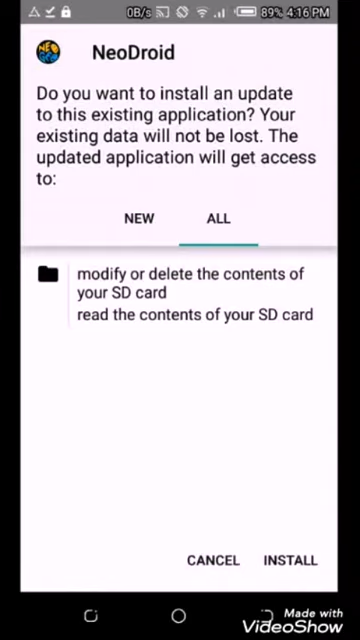 0B/s 89% 4:16 PM
NeoDroid
Do you want to install an update
to this existing application? Your
existing data will not be lost. The
updated application will get access
to:
NEW ALL
modify or delete the contents of
your SD card
read the contents of your SD card
CANCEL INSTALL
Made with
VideoShow